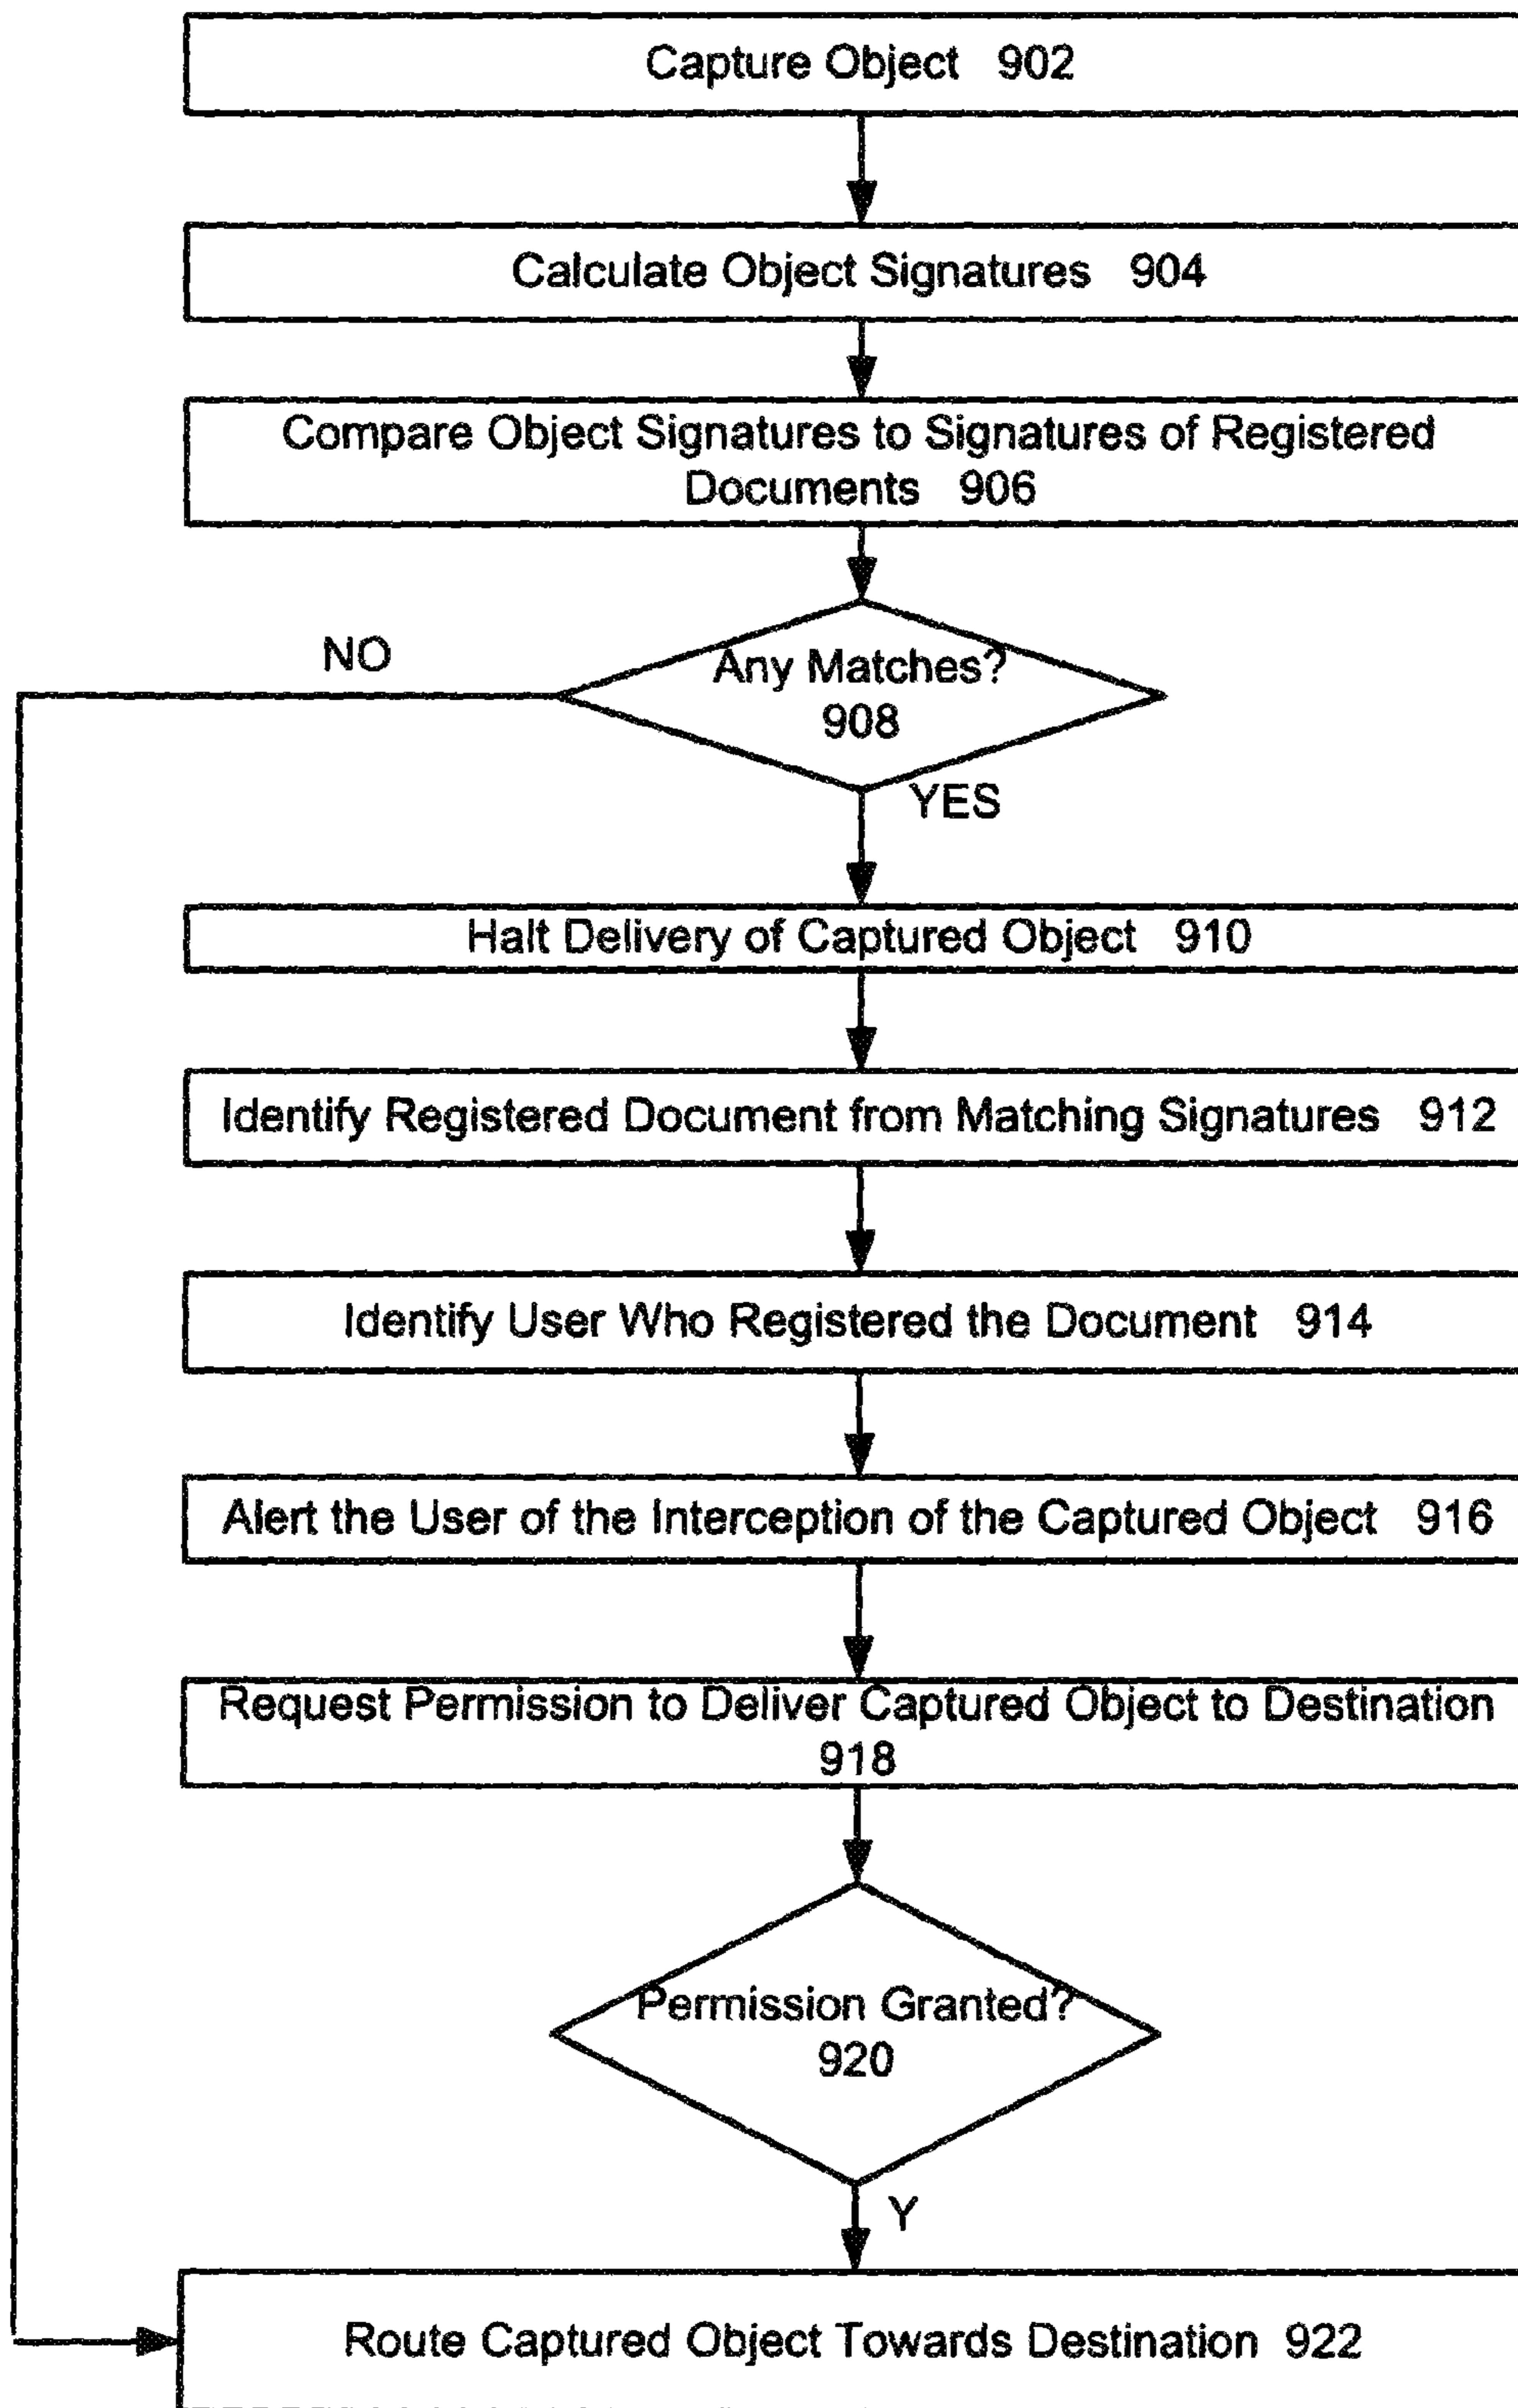 Capture Object 902
Calculate Object Signatures 904
Compare Object Signatures to Signatures of Registered
Documents 906
Any Matches?
908
NO
YES
Halt Delivery of Captured Object 910
Identify Registered Document from Matching Signatures 912
Identify User Who Registered the Document 914
Alert the User of the Interception of the Captured Object 916
Request Permission to Deliver Captured Object to Destination
918
Permission Granted?
920
Y
Route Captured Object Towards Destination 922